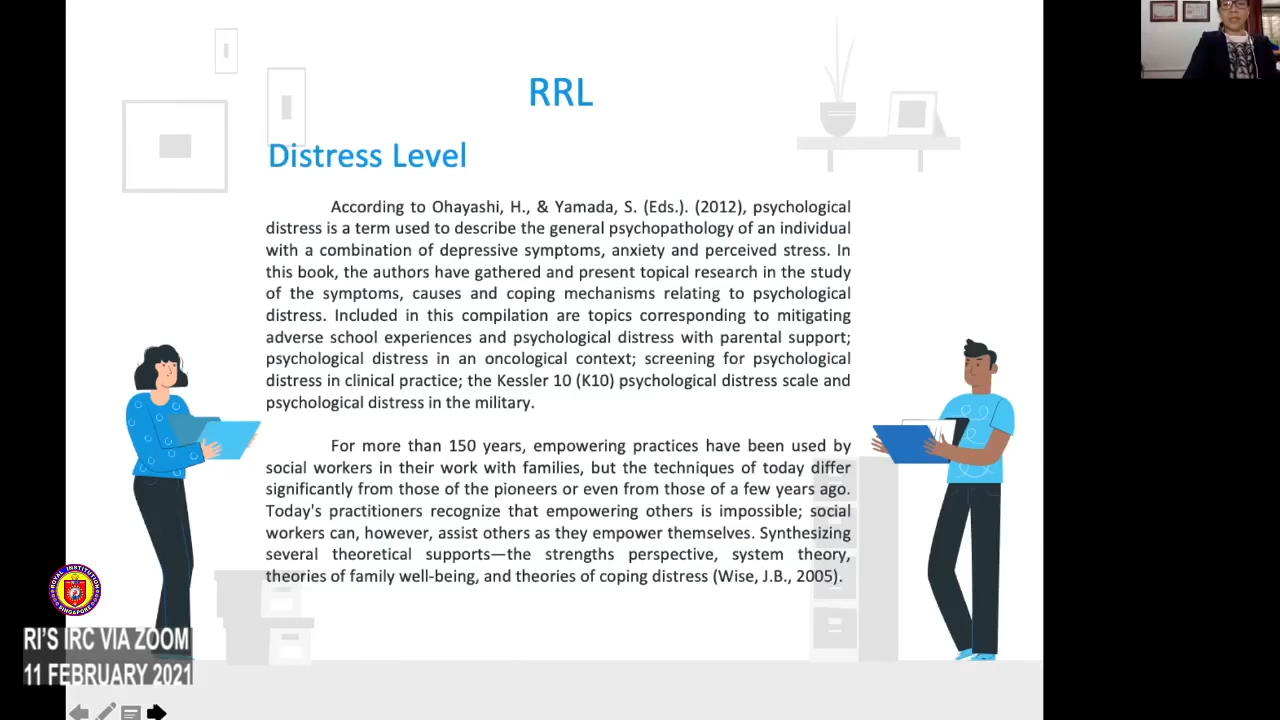 RRL
Distress Level
According to Ohayashi, H., & Yamada, S. (Eds.). (2012), psychological
distress is a term used to describe the general psychopathology of an individual
with a combination of depressive symptoms, anxiety and perceived stress. In
this book, the authors have gathered and present topical research in the study
of the symptoms, causes and coping mechanisms relating to psychological
distress. Included in this compilation are topics corresponding to mitigating
adverse school experiences and psychological distress with parental support;
psychological distress in an oncological context; screening for psychological
distress in clinical practice; the Kessler 10 (K10) psychological distress scale and
psychological distress in the military.
For more than 150 years, empowering practices have been used by
social workers in their work with families, but the techniques of today differ
significantly from those of the pioneers or even from those of a few years ago.
Today's practitioners recognize that empowering others is impossible; social
workers can, however, assist others as they empower themselves. Synthesizing
several theoretical supports—the strengths perspective, system theory,
theories of family well-being, and theories of coping distress (Wise, J.B., 2005).
ROYAL INSTITUTION
SINGAPORE
RI'S IRC VIA ZOOM
11 FEBRUARY 2021